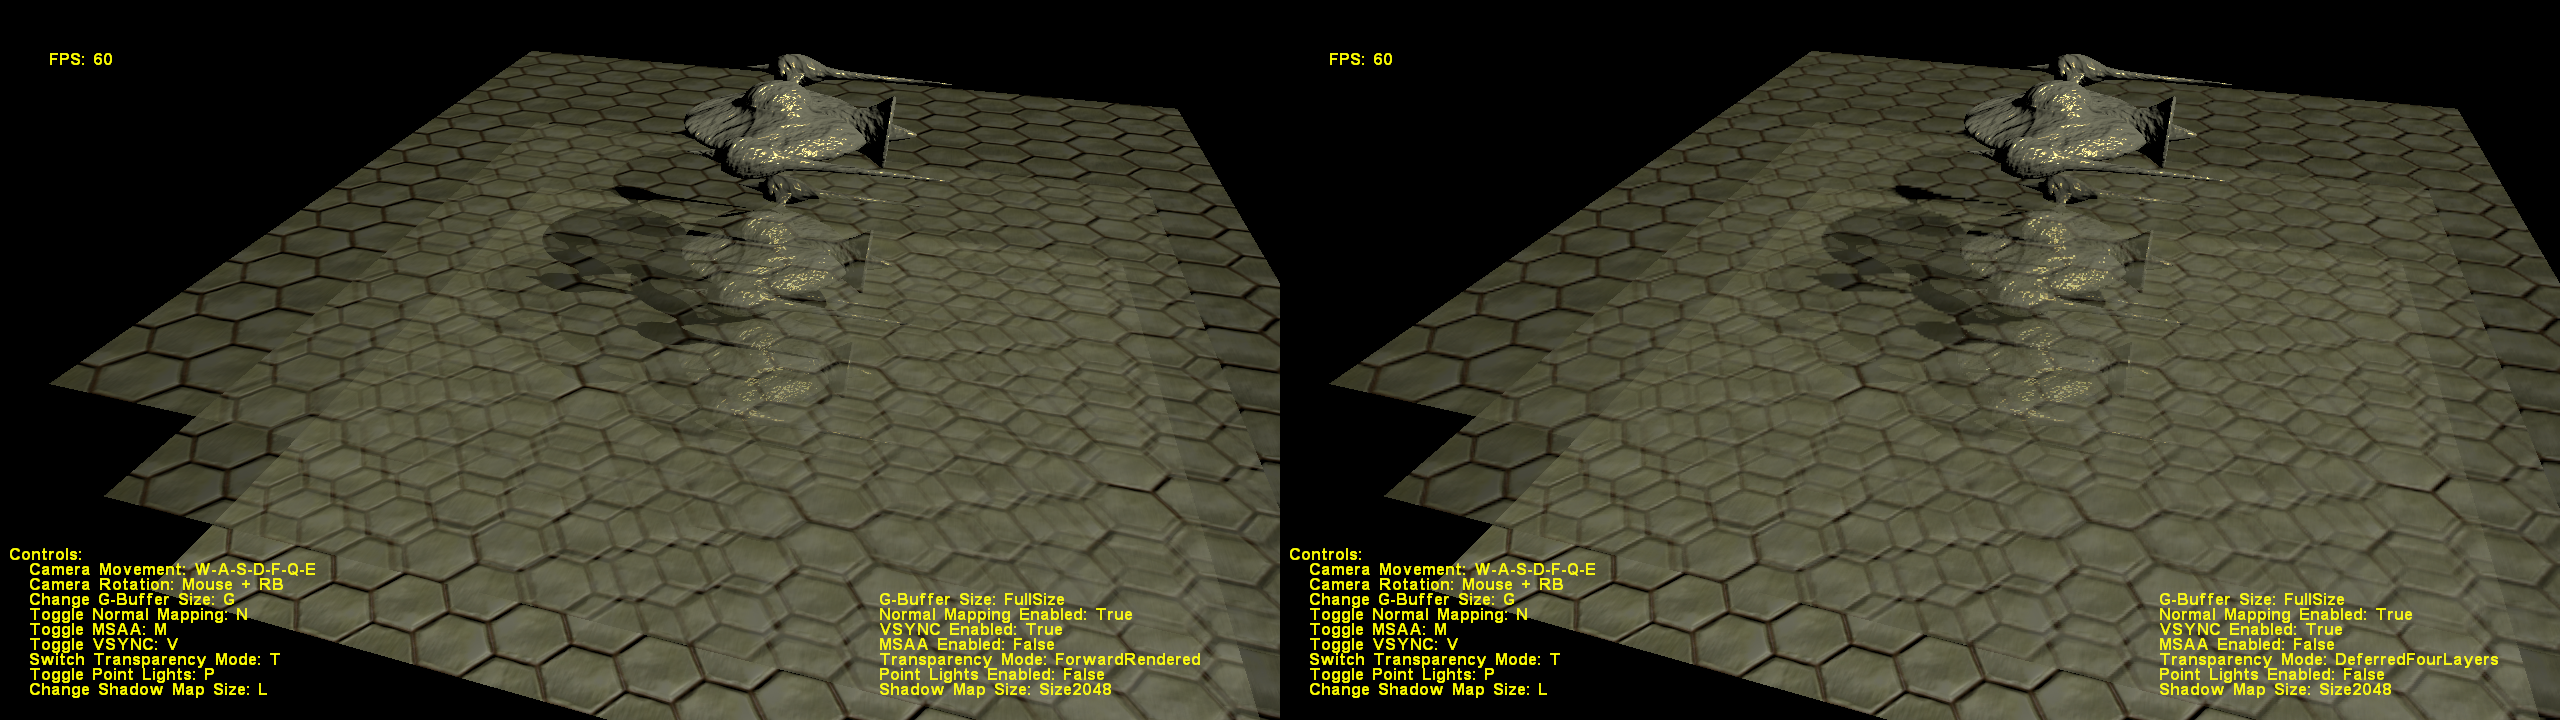 FPS: 60
Controls:
Camera Movement: W-A-S-D-F-Q-E
Camera Rotation: Mouse + RB
Change G-Buffer Size: G
Toggle Normal Mapping: N
Toggle MSAA: M
Toggle VSYNC: V
Switch Transparency Mode: T
Toggle Point Lights: P
Change Shadow Map Size: L
G-Buffer Size: FullSize
Normal Mapping Enabled: True
VSYNC Enabled: True
MSAA Enabled: False
Transparency Mode: ForwardRendered
Point Lights Enabled: False
Shadow Map Size: Size2048
FPS: 60
Controls:
Camera Movement: W-A-S-D-F-Q-E
Camera Rotation: Mouse + RB
Change G-Buffer Size: G
Toggle Normal Mapping: N
Toggle MSAA: M
Toggle VSYNC: V
Switch Transparency Mode: T
Toggle Point Lights: P
Change Shadow Map Size: L
G-Buffer Size: FullSize
Normal Mapping Enabled: True
VSYNC Enabled: True
MSAA Enabled: False
Transparency Mode: DeferredFourLayers
Point Lights Enabled: False
Shadow Map Size: Size2048